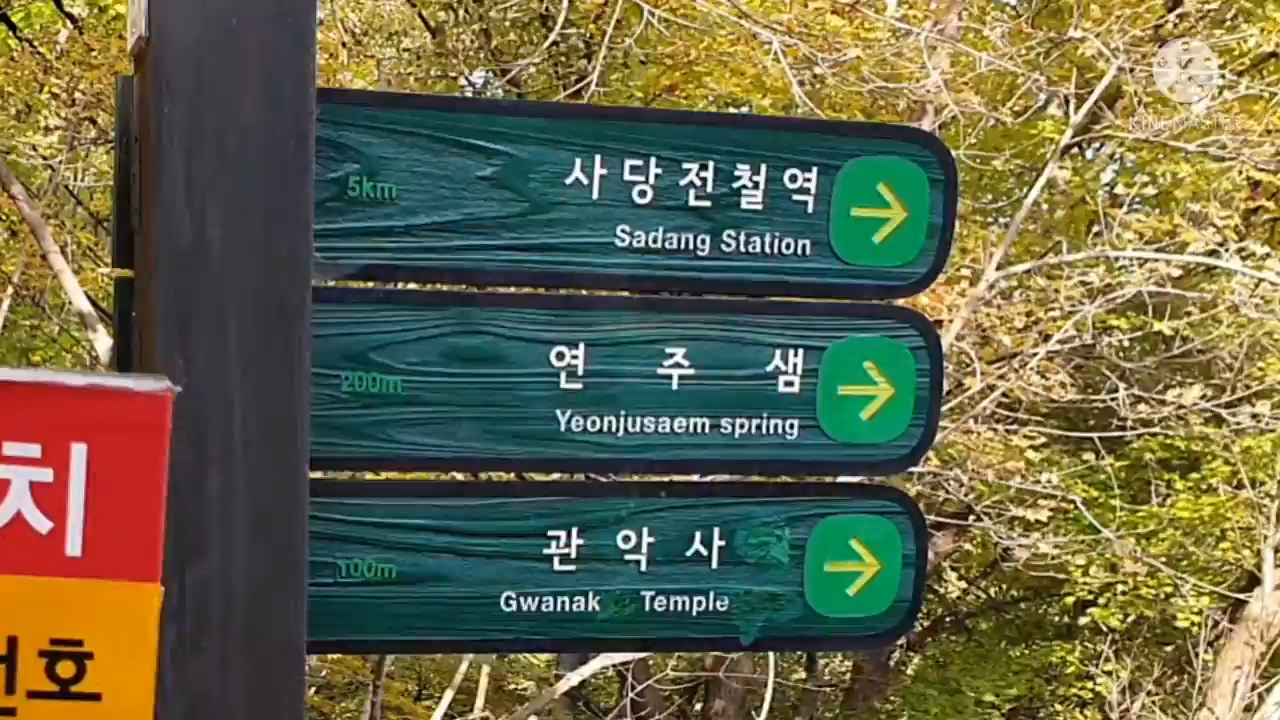 KINEMASTER
5km
사당전철역
Sadang Station
200m
연 주 샘
Yeonjusaem spring
100m
관 악 사
Gwanak Temple
치
호